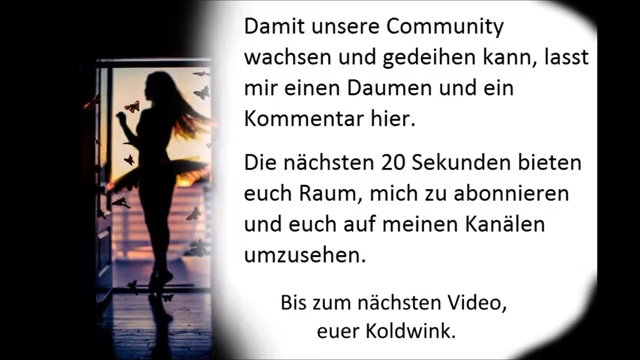 Damit unsere Community
wachsen und gedeihen kann, lasst
mir einen Daumen und ein
Kommentar hier.
Die nächsten 20 Sekunden bieten
euch Raum, mich zu abonnieren
und euch auf meinen Kanälen
umzusehen.
Bis zum nächsten Video,
euer Koldwink.